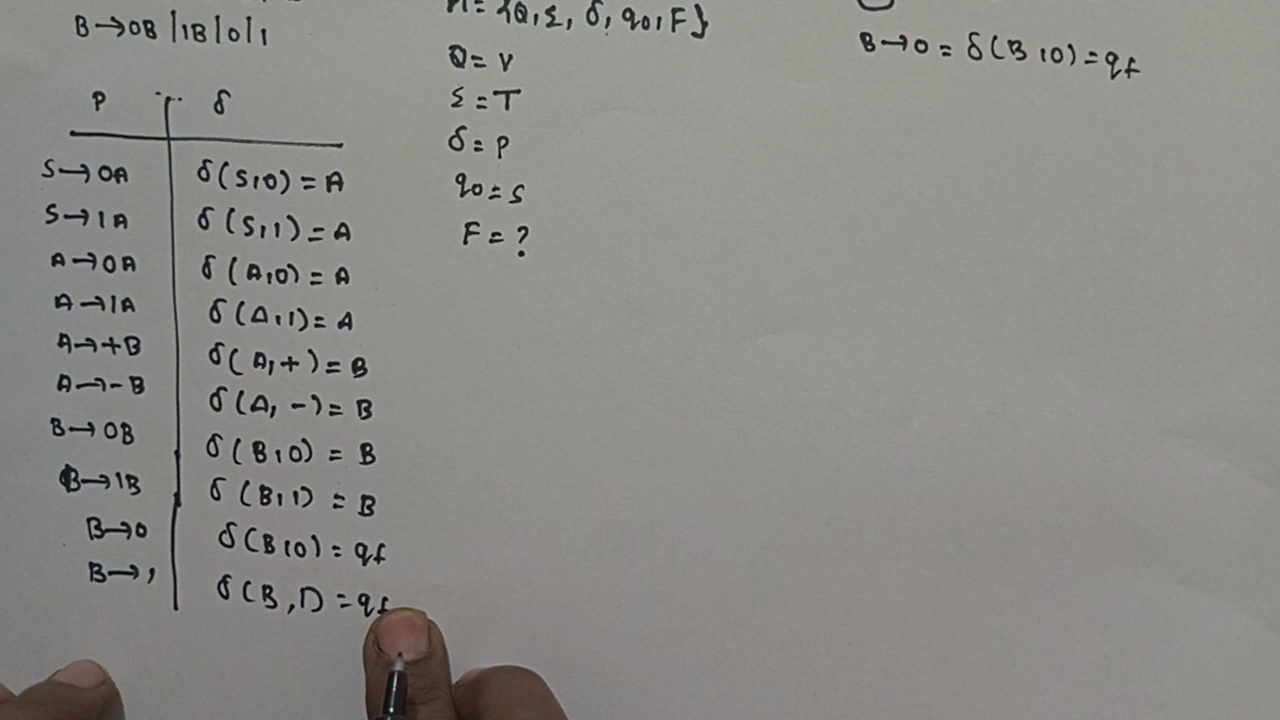 B→0B|1B|0|1
M= {Q, Σ, δ, q0, F}
Q= V
Σ = T
δ= P
q0= S
F= ?
B→0 = δ(B,0)= qf
P δ
S→0A δ(S,0)= A
S→1A δ(S,1)= A
A→0A δ(A,0)= A
A→1A δ(A,1)= A
A→+B δ(A,+)= B
A→-B δ(A,-)= B
B→0B δ(B,0) = B
B→1B δ(B,1) = B
B→0 δ(B,0)= qf
B→1 δ(B,1)= qf